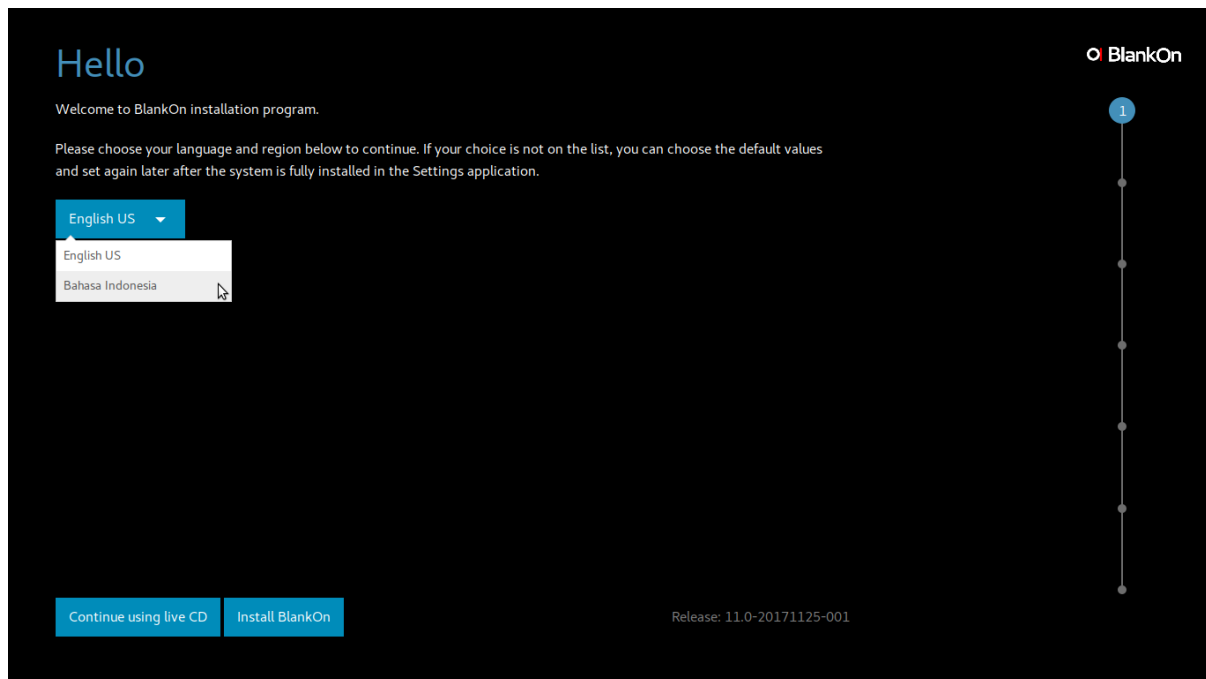 Hello
BlankOn
Welcome to BlankOn installation program.
1
Please choose your language and region below to continue. If your choice is not on the list, you can choose the default values
and set again later after the system is fully installed in the Settings application.
English US
English US
Bahasa Indonesia
Continue using live CD
Install BlankOn
Release: 11.0-20171125-001